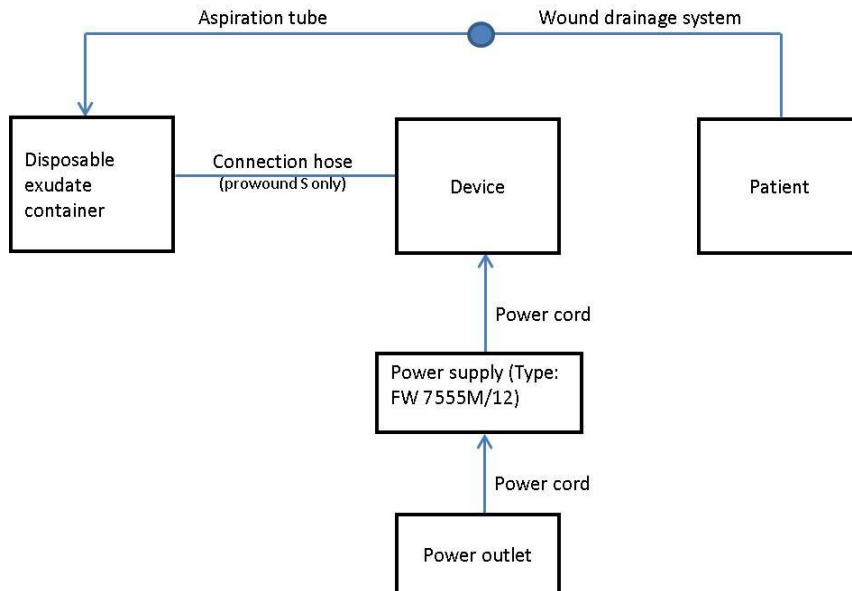 Aspiration tube
Wound drainage system
Disposable
exudate
container
Connection hose
(prowound S only)
Device
Patient
Power cord
Power supply (Type:
FW 7555M/12)
Power cord
Power outlet